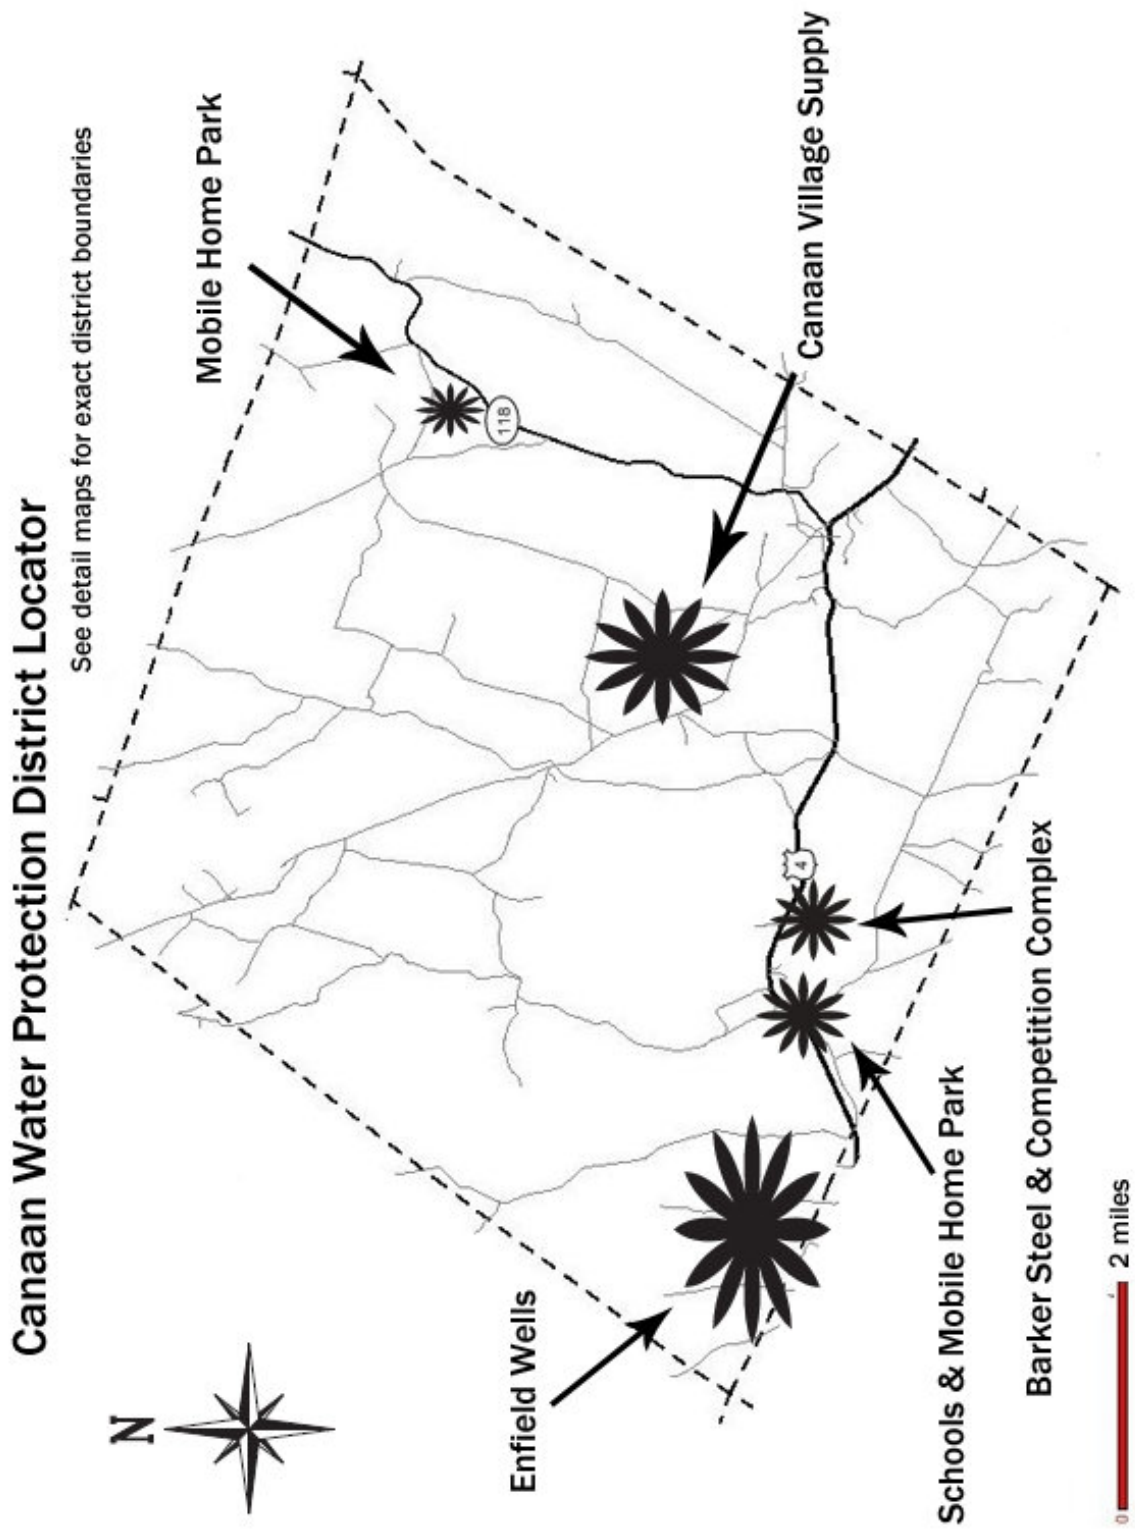 Canaan Water Protection District Locator
See detail maps for exact district boundaries
N
Mobile Home Park
118
Canaan Village Supply
4
Enfield Wells
Schools & Mobile Home Park
Barker Steel & Competition Complex
0 2 miles